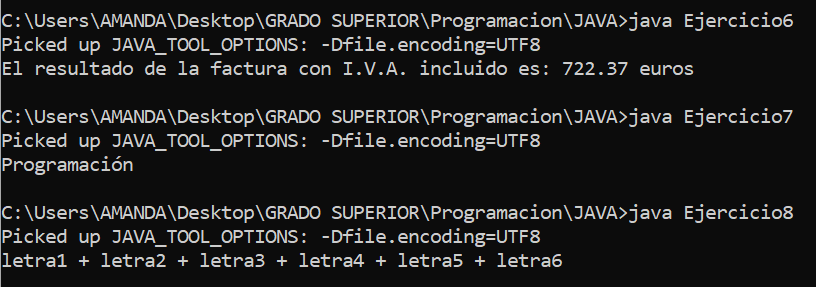 C:\Users\AMANDA\Desktop\GRADO SUPERIOR\Programacion\JAVA>java Ejercicio6
Picked up JAVA_TOOL_OPTIONS: -Dfile.encoding=UTF8
El resultado de la factura con I.V.A. incluido es: 722.37 euros
C:\Users\AMANDA\Desktop\GRADO SUPERIOR\Programacion\JAVA>java Ejercicio7
Picked up JAVA_TOOL_OPTIONS: -Dfile.encoding=UTF8
Programación
C:\Users\AMANDA\Desktop\GRADO SUPERIOR\Programacion\JAVA>java Ejercicio8
Picked up JAVA_TOOL_OPTIONS: -Dfile.encoding=UTF8
letra1 + letra2 + letra3 + letra4 + letra5 + letra6